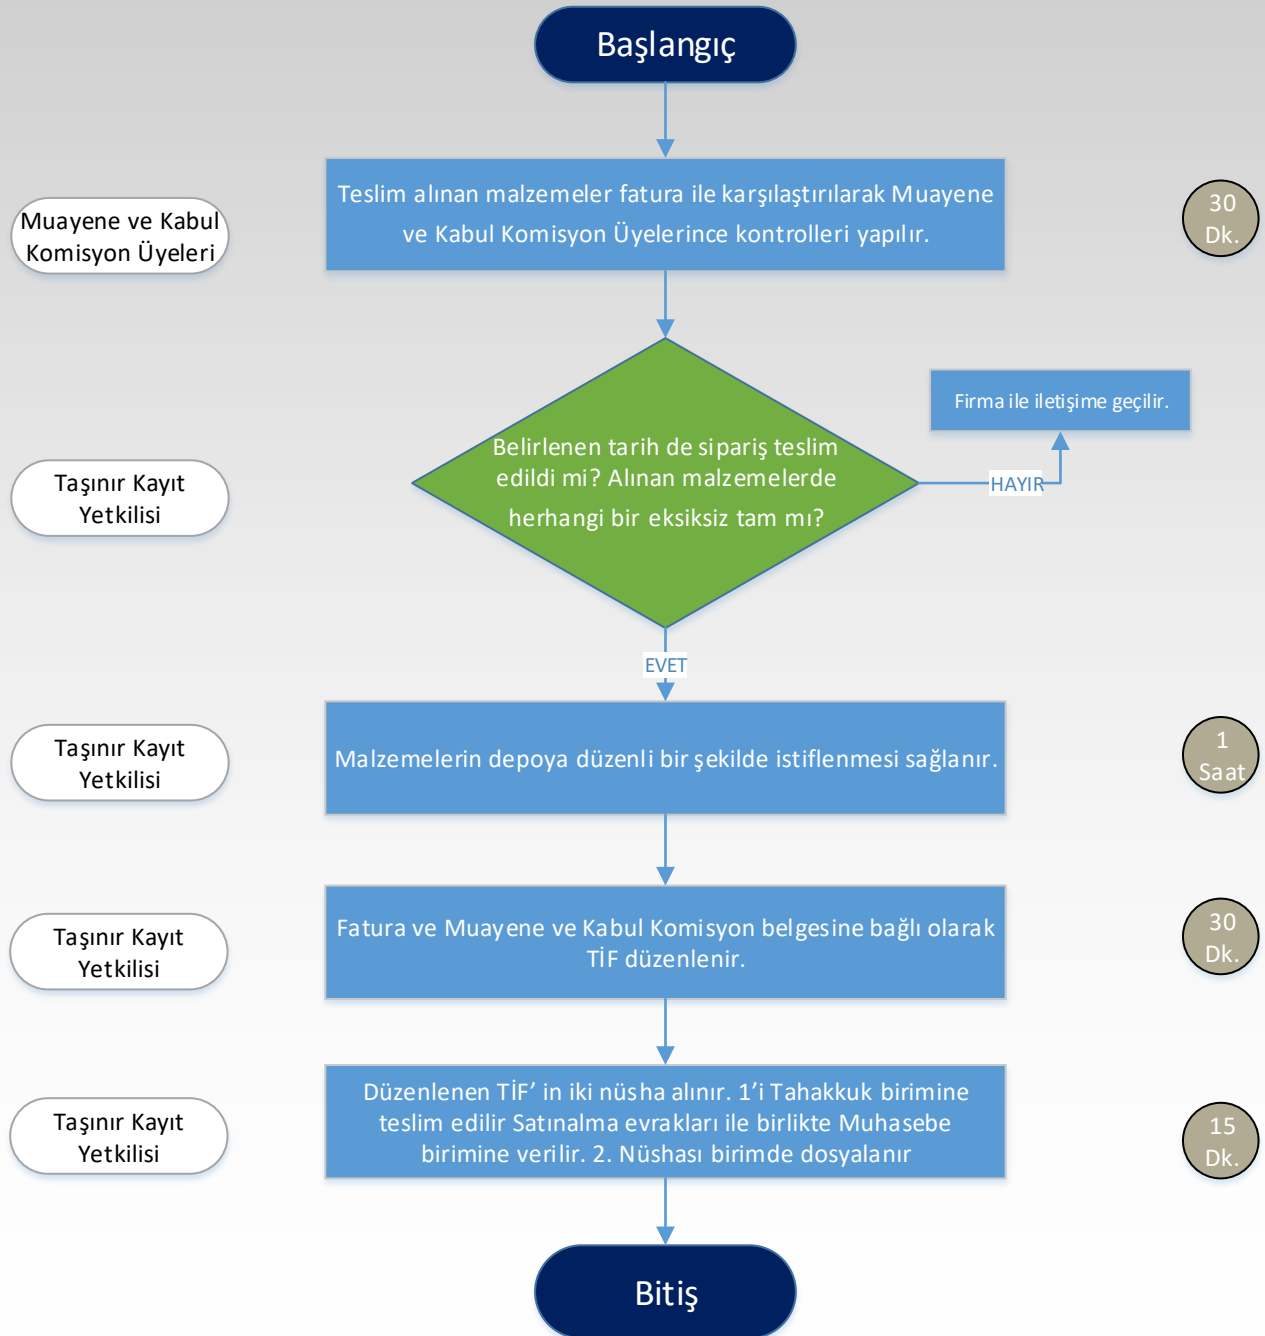 Başlangıç
Muayene ve Kabul
Komisyon Üyeleri
Teslim alınan malzemeler fatura ile karşılaştırılarak Muayene
ve Kabul Komisyon Üyelerince kontrolleri yapılır.
30
Dk.
Taşınır Kayıt
Yetkilisi
Belirlenen tarih de sipariş teslim
edildi mi? Alınan malzemelerde
herhangi bir eksiksiz tam mı?
HAYIR
Firma ile iletişime geçilir.
EVET
Taşınır Kayıt
Yetkilisi
Malzemelerin depoya düzenli bir şekilde istiflenmesi sağlanır.
1
Saat
Taşınır Kayıt
Yetkilisi
Fatura ve Muayene ve Kabul Komisyon belgesine bağlı olarak
TİF düzenlenir.
30
Dk.
Taşınır Kayıt
Yetkilisi
Düzenlenen TİF’ in iki nüsha alınır. 1’i Tahakkuk birimine
teslim edilir Satınalma evrakları ile birlikte Muhasebe
birimine verilir. 2. Nüshası birimde dosyalanır
15
Dk.
Bitiş